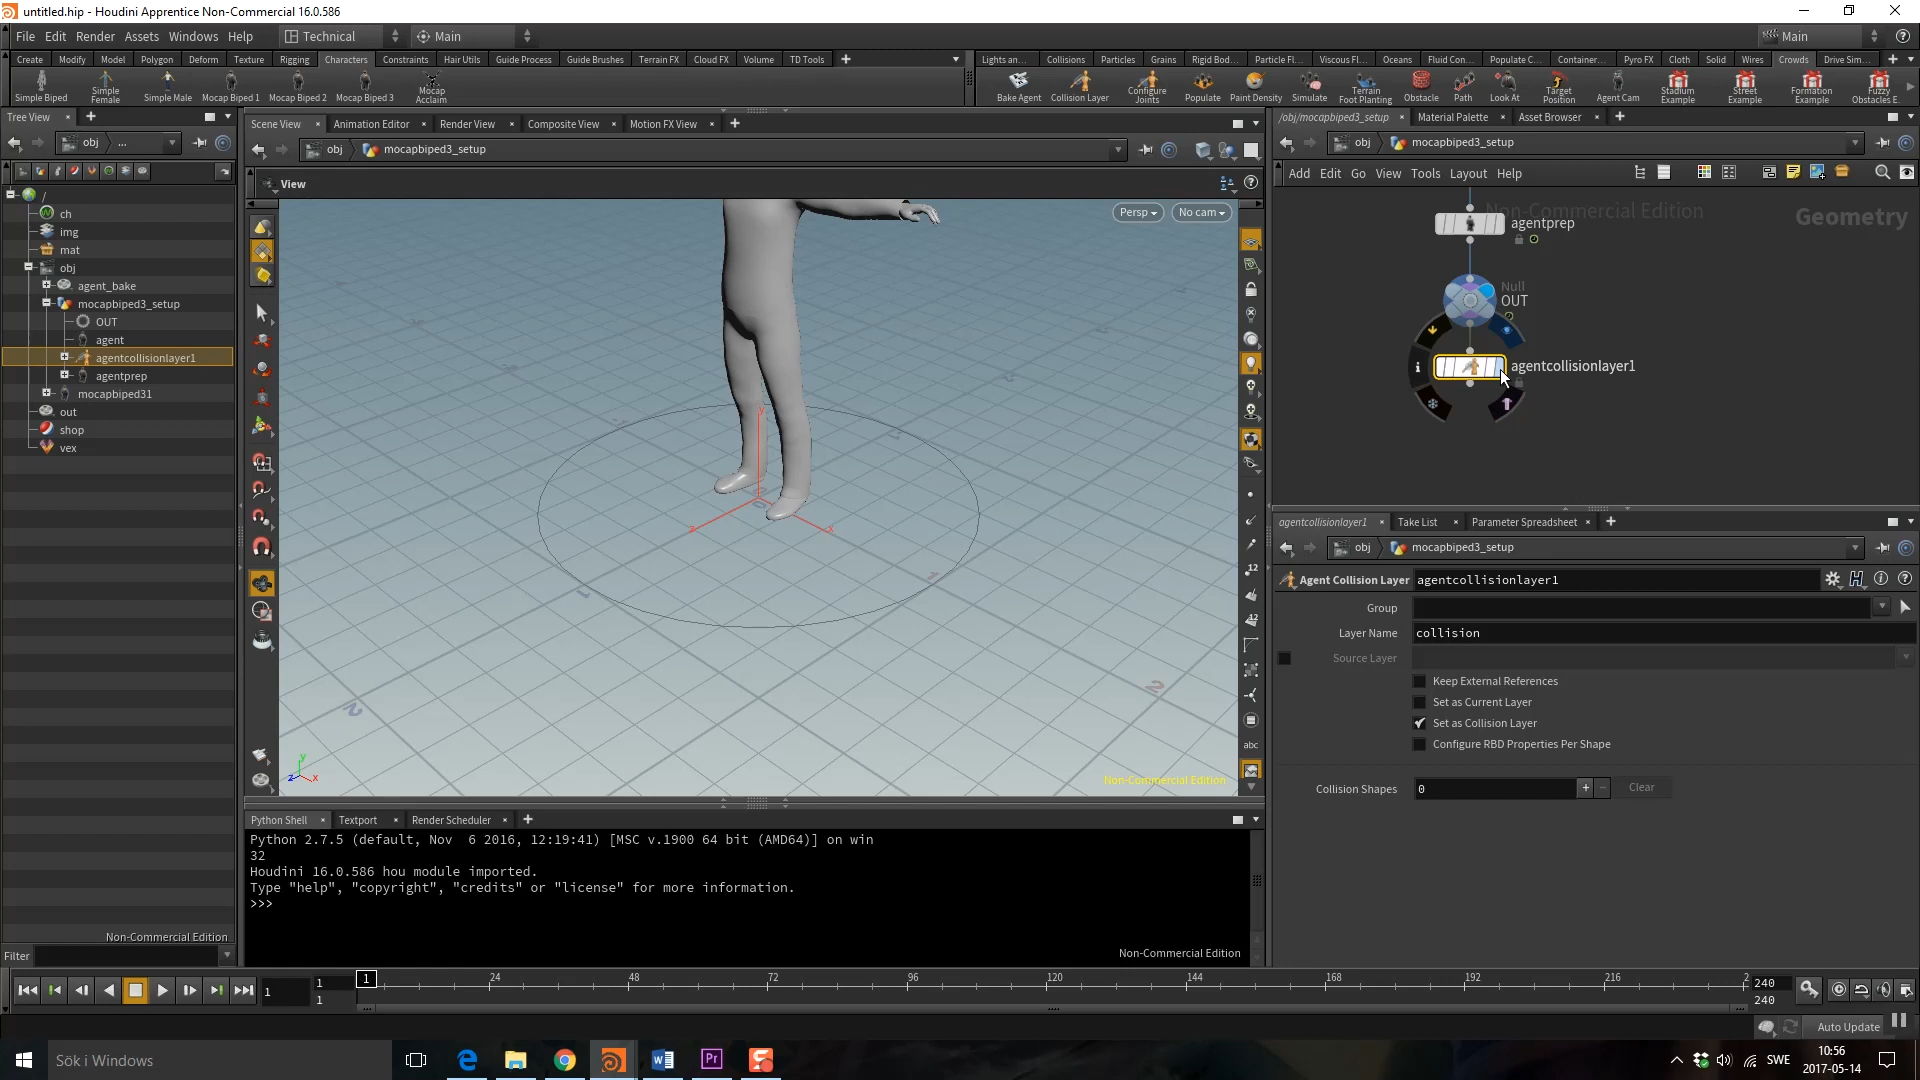 untitled.hip - Houdini Apprentice Non-Commercial 16.0.586
File Edit Render Assets Windows Help Technical Main Main
Create Modify Model Polygon Deform Texture Rigging Characters Constraints Hair Utils Guide Process Guide Brushes Terrain FX Cloud FX Volume TD Tools
Simple Biped Simple Female Simple Male Mocap Biped 1 Mocap Biped 2 Mocap Biped 3 Mocap Acclaim
Lights an... Collisions Particles Grains Rigid Bod... Particle Fl... Viscous Fl... Oceans Fluid Con... Populate C... Container... Pyro FX Cloth Solid Wires Crowds Drive Sim...
Bake Agent Collision Layer Configure Joints Populate Paint Density Simulate Terrain Foot Planting Obstacle Path Look At Target Position Agent Cam Stadium Example Street Example Formation Example Fuzzy Obstacles E.
Tree View
obj ...
/
ch
img
mat
obj
agent_bake
mocapbiped3_setup
OUT
agent
agentcollisionlayer1
agentprep
mocapbiped31
out
shop
vex
Non-Commercial Edition
Filter
Scene View Animation Editor Render View Composite View Motion FX View
obj mocapbiped3_setup
View
Persp No cam
12
12
abc
1
2
2
y
x
z
y
x
z
Non-Commercial Edition
Python Shell Textport Render Scheduler
Python 2.7.5 (default, Nov  6 2016, 12:19:41) [MSC v.1900 64 bit (AMD64)] on win
32
Houdini 16.0.586 hou module imported.
Type "help", "copyright", "credits" or "license" for more information.
>>>
Non-Commercial Edition
/obj/mocapbiped3_setup Material Palette Asset Browser
obj mocapbiped3_setup
Add Edit Go View Tools Layout Help
Non-Commercial Edition
Geometry
agentprep
Null
OUT
agentcollisionlayer1
agentcollisionlayer1 Take List Parameter Spreadsheet
obj mocapbiped3_setup
Agent Collision Layer agentcollisionlayer1
Group
Layer Name collision
Source Layer
Keep External References
Set as Current Layer
Set as Collision Layer
Configure RBD Properties Per Shape
Collision Shapes 0 + - Clear
1 1 1 1 24 48 72 96 120 144 168 192 216 2 240 240
Auto Update
Sök i Windows
SWE
10:56
2017-05-14